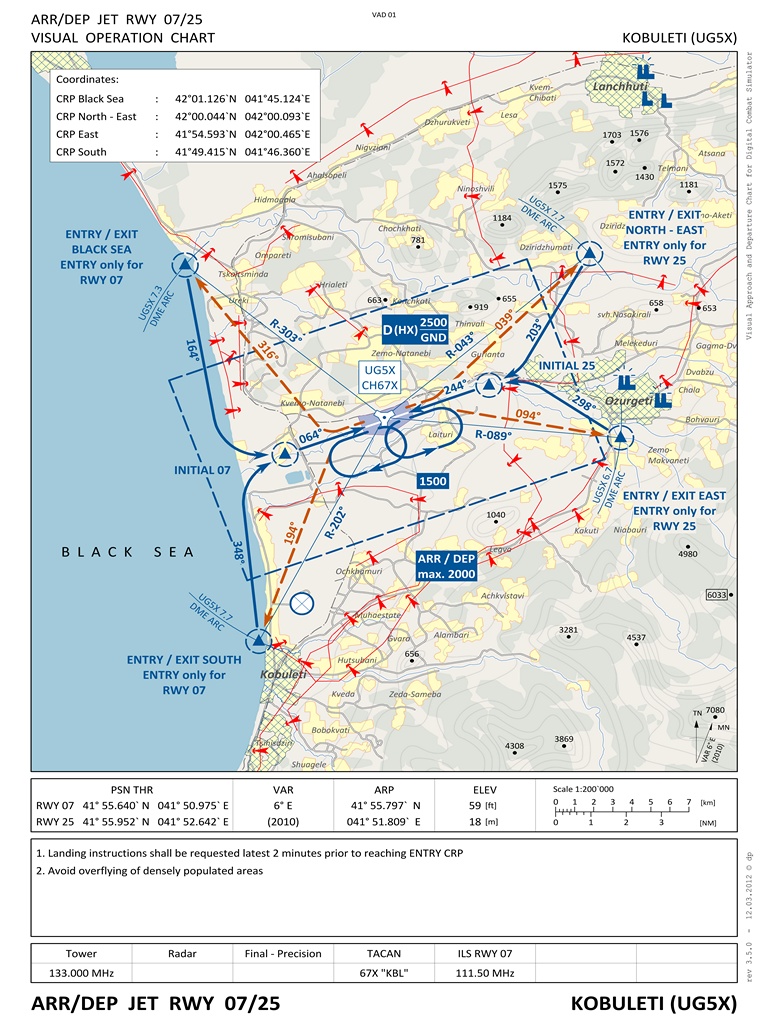 ARR/DEP JET RWY 07/25
VAD 01
VISUAL OPERATION CHART
KOBULETI (UG5X)
Coordinates:
CRP Black Sea : 42°01.126`N 041°45.124`E
CRP North - East : 42°00.044`N 042°00.093`E
CRP East : 41°54.593`N 042°00.465`E
CRP South : 41°49.415`N 041°46.360`E
Lanchhuti
Kvem-
Chibati
Lesa
Dzhurukveti
Nigvziani
Ahalsopeli
Hidmagala
Ninoshvili
1703
1576
1572
1430
Telmani
Atsana
1181
1575
1184
UG5X 7.7
DME ARC
Dziridzhumati
ENTRY / EXIT
NORTH - EAST
ENTRY only for
RWY 25
ENTRY / EXIT
BLACK SEA
ENTRY only for
RWY 07
Chochkhati
781
Ompareti
Tskaltsminda
Hrialeti
Ureki
UG5X 7.3
DME ARC
663
Konchkati
919
655
658
653
svh.Nasakirali
D (HX) 2500
GND
Thinvali
039°
203°
R-303°
R-043°
316°
164°
Zemo-Natanebi
Gurianta
Melekeduri
Gagma-Dv
UG5X
CH67X
INITIAL 25
Dvabzu
Chala
244°
298°
Ozurgeti
Kvemo-Natanebi
094°
Bohvauri
064°
Laituri
R-089°
Zemo-
Makvaneti
INITIAL 07
1500
UG5X 6.7
DME ARC
ENTRY / EXIT EAST
ENTRY only for
RWY 25
R-202°
194°
348°
1040
Kakuti
Niabauri
BLACK SEA
Legva
4980
ARR / DEP
max. 2000
Ochkhamuri
Achkvistavi
6033
UG5X 7.7
DME ARC
Muhaestate
Gvara
Alambari
3281
4537
ENTRY / EXIT SOUTH
ENTRY only for
RWY 07
Hutsubani
656
Kobuleti
Kveda
Zeda-Sameba
Bobokvati
Tsihisdziri
Shuagele
4308
3869
7080
TN
MN
VAR 6° E
(2010)
Visual Approach and Departure Chart for Digital Combat Simulator
PSN THR VAR ARP ELEV Scale 1:200`000
RWY 07 41° 55.640` N 041° 50.975` E 6° E 41° 55.797` N 59 [ft]
RWY 25 41° 55.952` N 041° 52.642` E (2010) 041° 51.809` E 18 [m]
0 1 2 3 4 5 6 7 [km]
0 1 2 3 [NM]
1. Landing instructions shall be requested latest 2 minutes prior to reaching ENTRY CRP
2. Avoid overflying of densely populated areas
rev 3.5.0 - 12.03.2012 © dp
Tower Radar Final - Precision TACAN ILS RWY 07
133.000 MHz 67X "KBL" 111.50 MHz
ARR/DEP JET RWY 07/25
KOBULETI (UG5X)